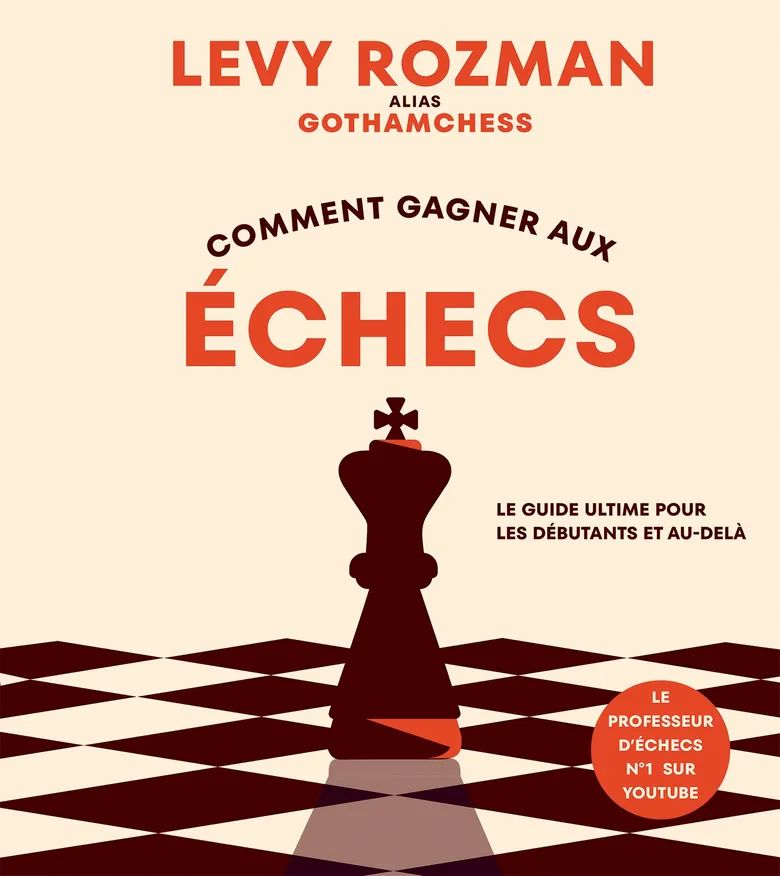 LEVY ROZMAN
ALIAS
GOTHAMCHESS
COMMENT GAGNER AUX
ÉCHECS
LE GUIDE ULTIME POUR
LES DÉBUTANTS ET AU-DELÀ
LE
PROFESSEUR
D'ÉCHECS
N°1 SUR
YOUTUBE